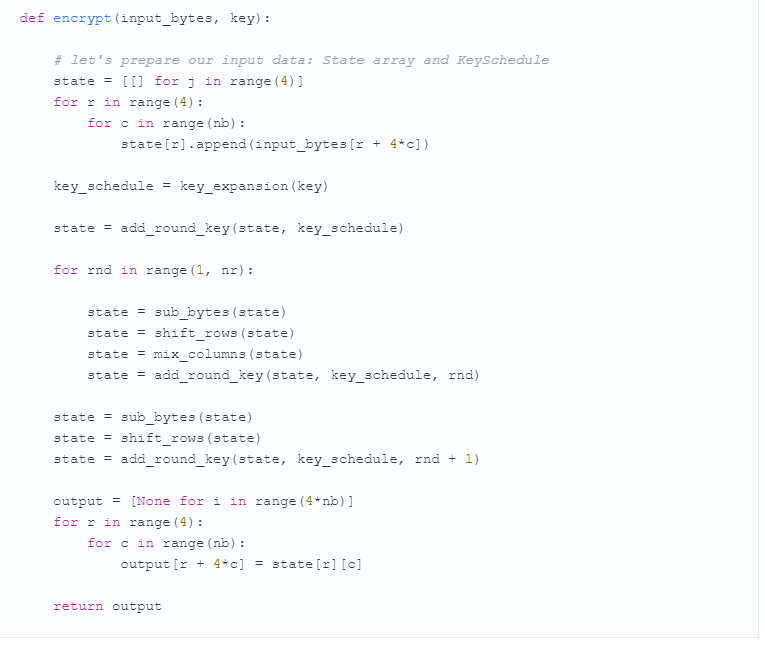 def encrypt(input_bytes, key):
    # let's prepare our input data: State array and KeySchedule
    state = [[] for j in range(4)]
    for r in range(4):
        for c in range(nb):
            state[r].append(input_bytes[r + 4*c])
    key_schedule = key_expansion(key)
    state = add_round_key(state, key_schedule)
    for rnd in range(1, nr):
        state = sub_bytes(state)
        state = shift_rows(state)
        state = mix_columns(state)
        state = add_round_key(state, key_schedule, rnd)
    state = sub_bytes(state)
    state = shift_rows(state)
    state = add_round_key(state, key_schedule, rnd + 1)
    output = [None for i in range(4*nb)]
    for r in range(4):
        for c in range(nb):
            output[r + 4*c] = state[r][c]
    return output